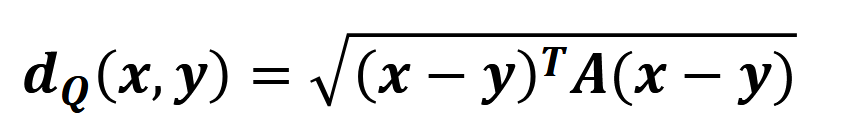 d_Q(x, y) = √((x − y)^T A(x − y))